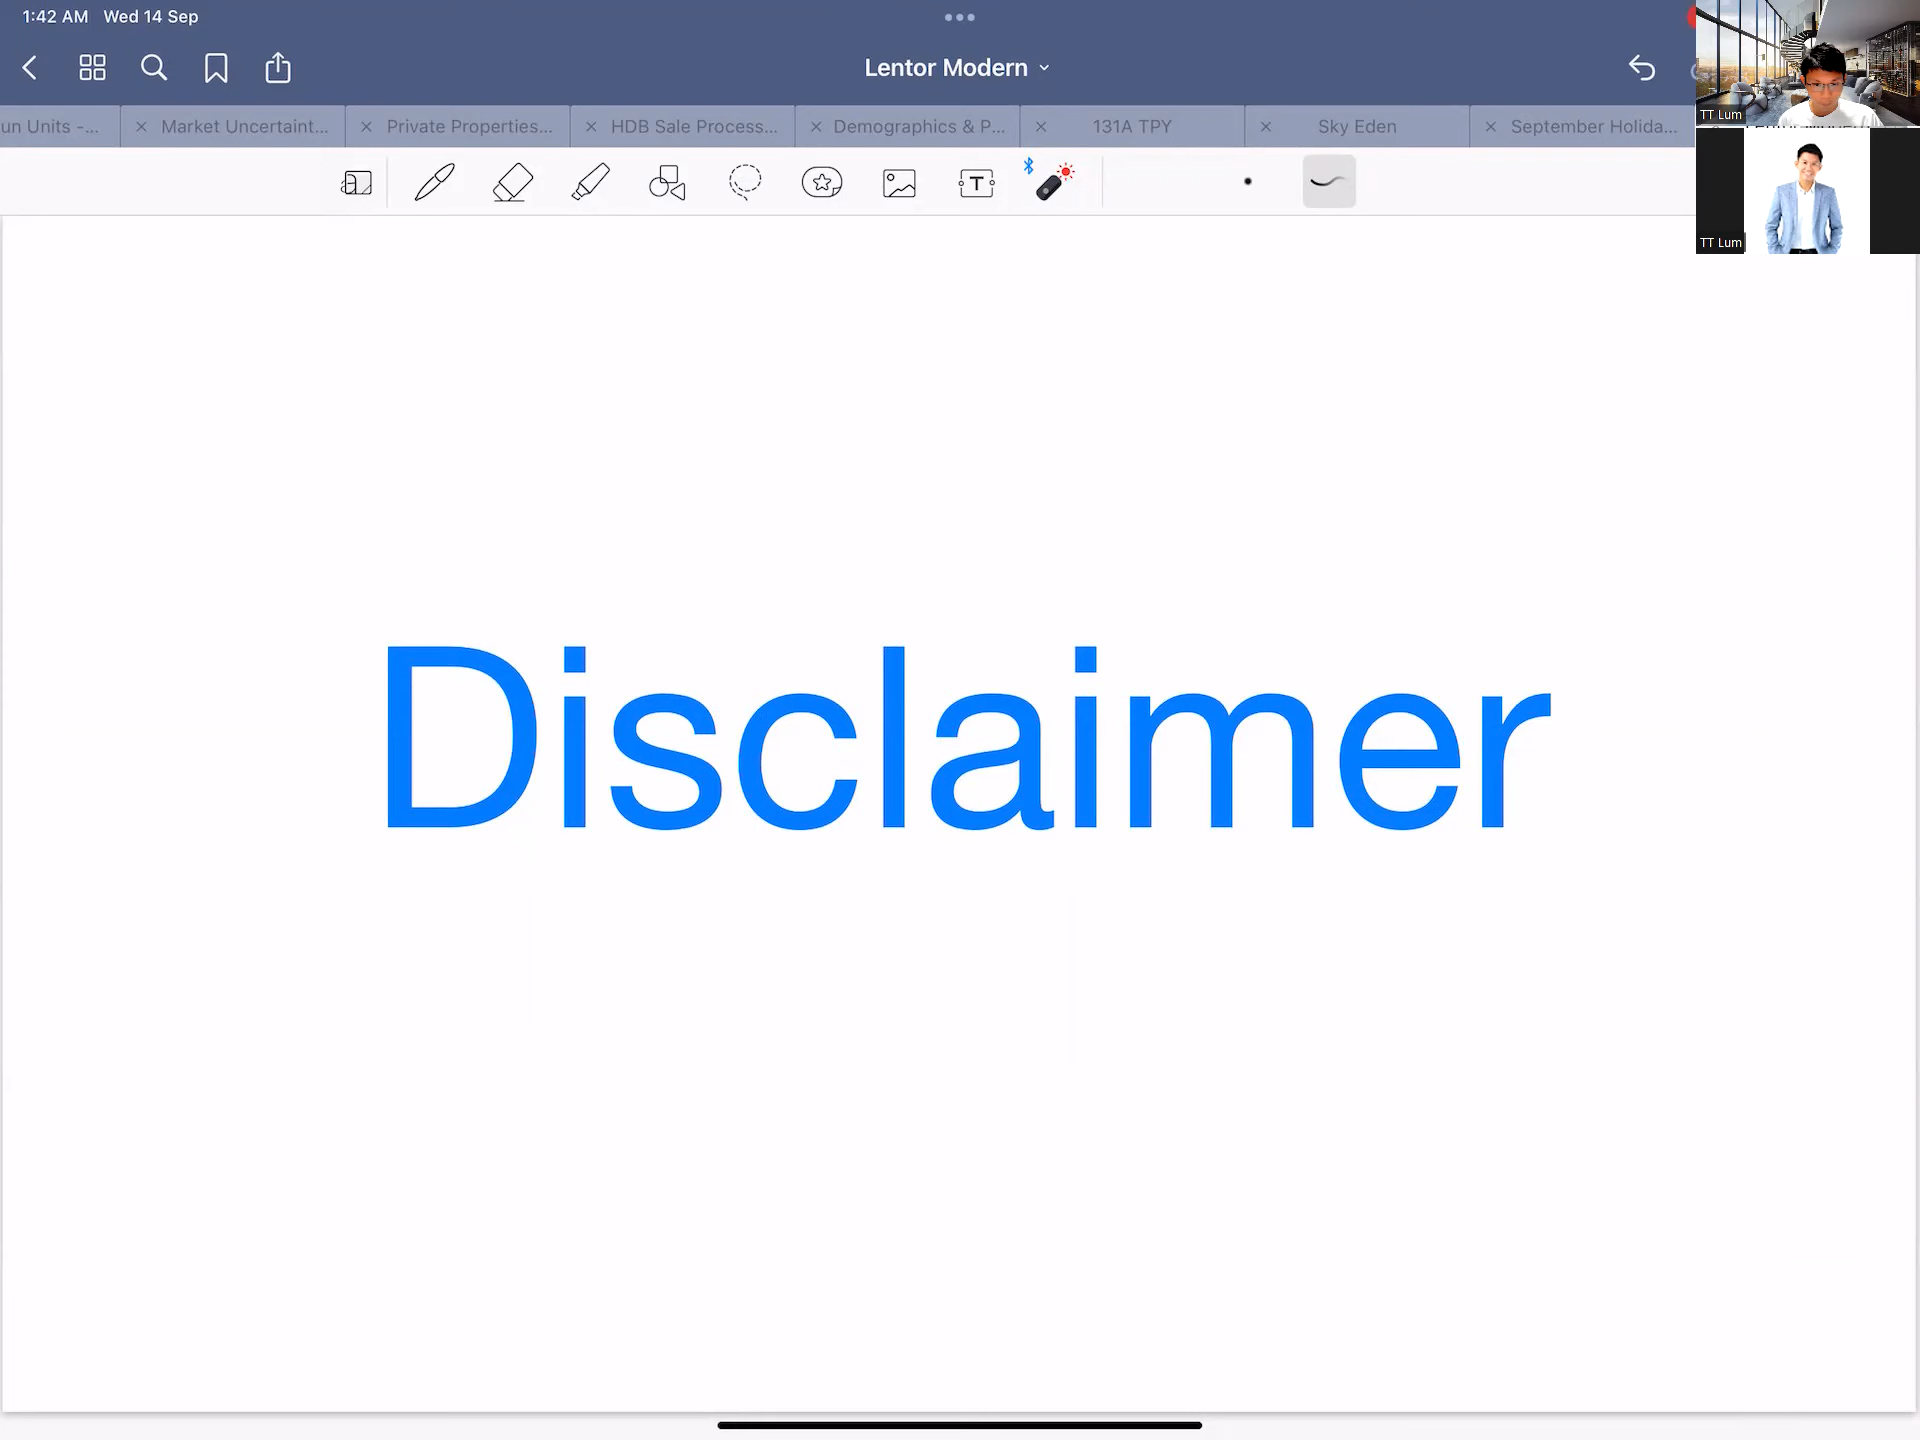 1:42 AM Wed 14 Sep
Lentor Modern
un Units -...
Market Uncertaint...
Private Properties...
HDB Sale Process...
Demographics & P...
131A TPY
Sky Eden
September Holida...
TT Lum
T
TT Lum
Disclaimer